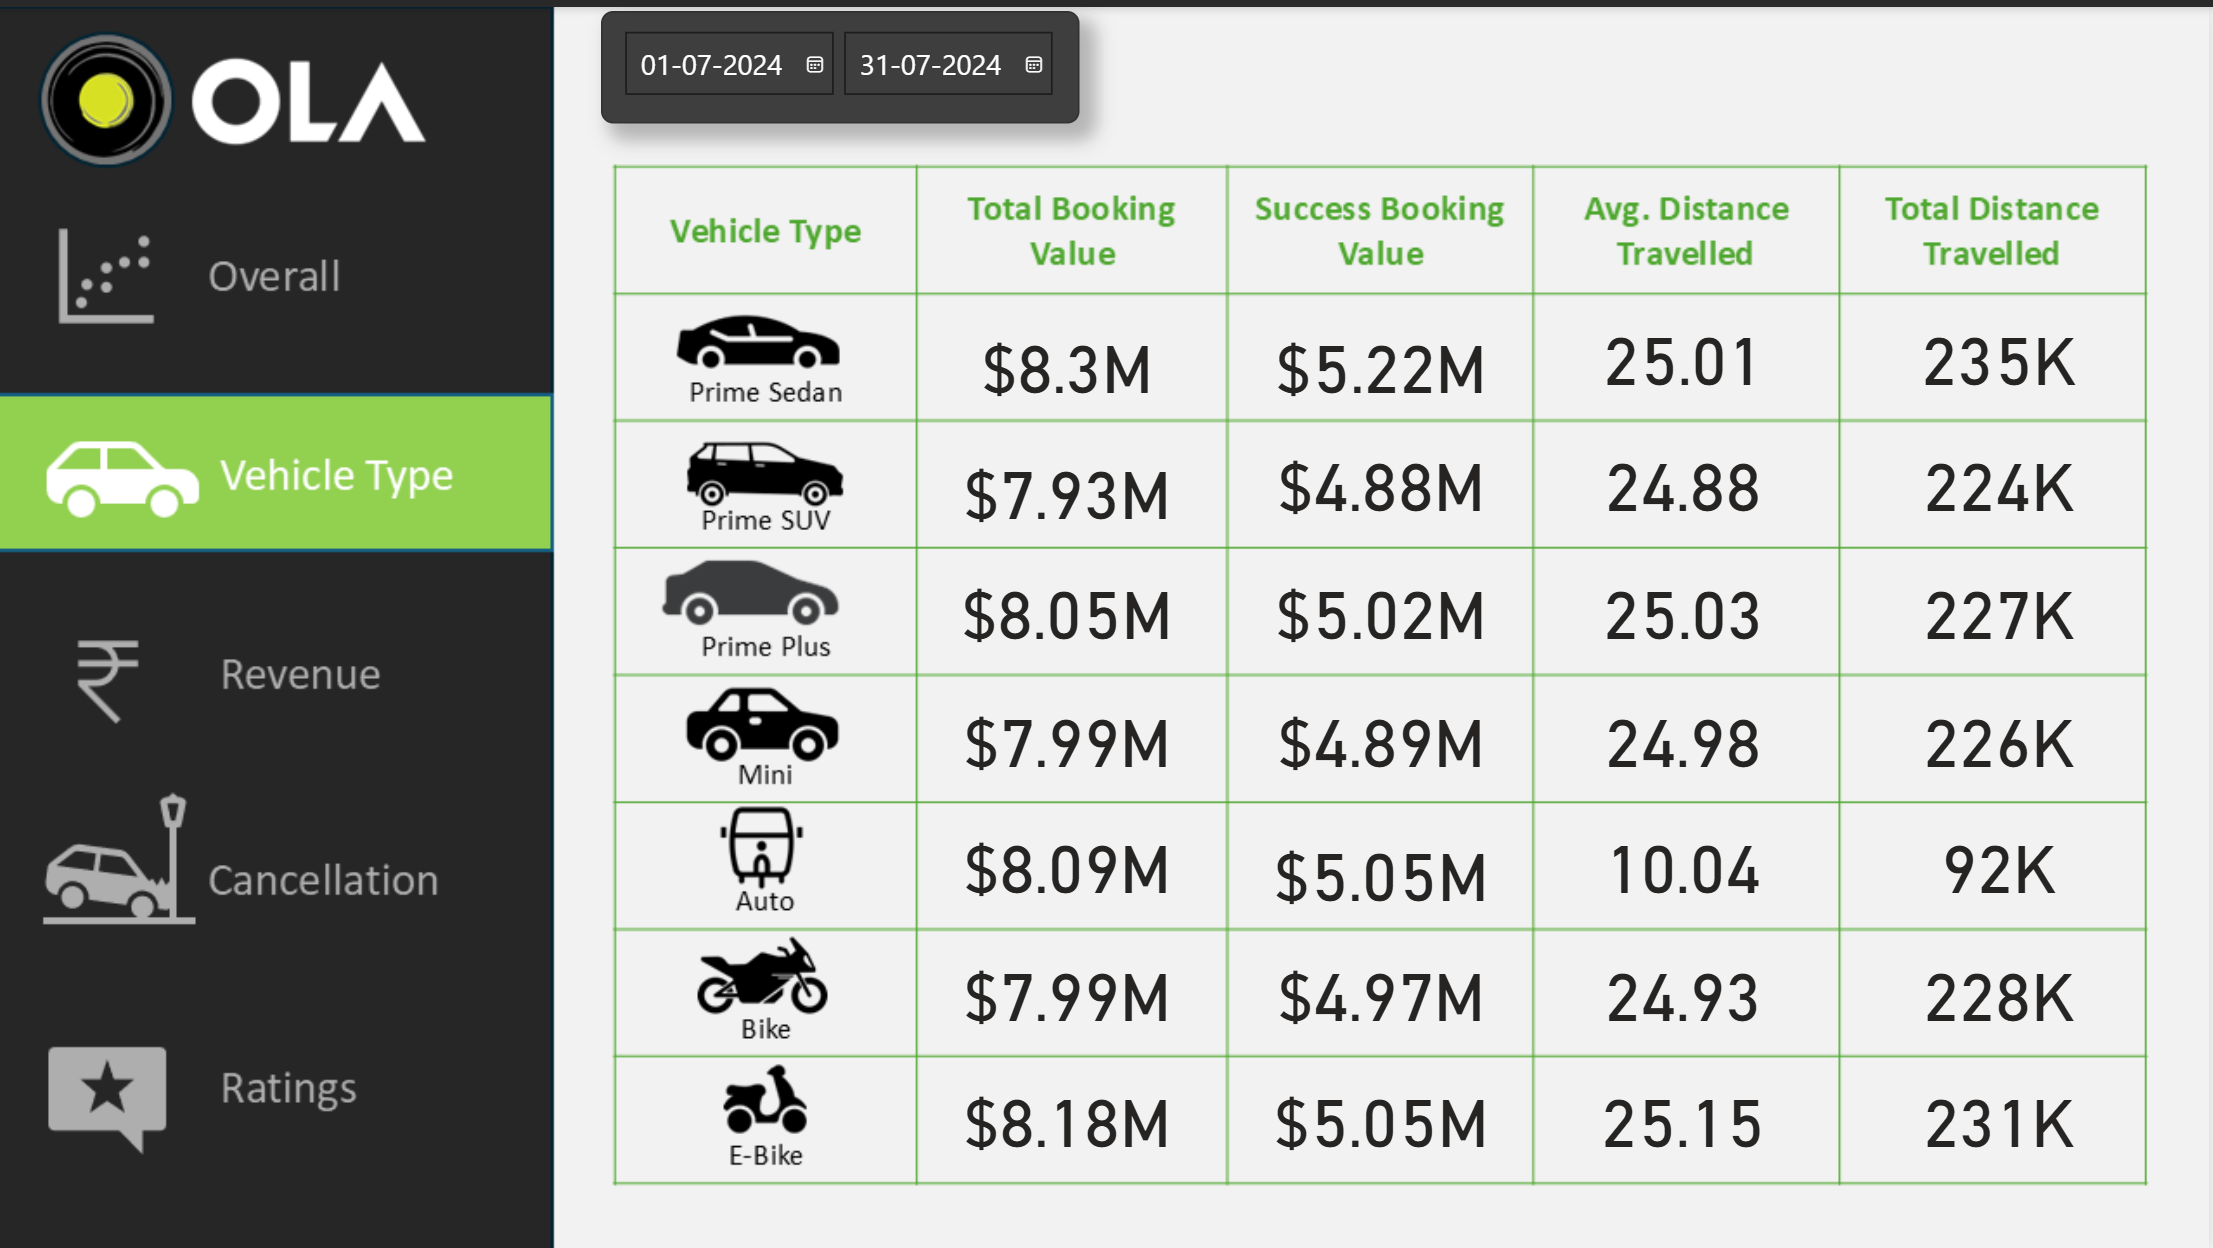 OLA
01-07-2024 31-07-2024
Overall
Vehicle Type
Revenue
Cancellation
Ratings
Vehicle Type Total Booking Value Success Booking Value Avg. Distance Travelled Total Distance Travelled
Prime Sedan $8.3M $5.22M 25.01 235K
Prime SUV $7.93M $4.88M 24.88 224K
Prime Plus $8.05M $5.02M 25.03 227K
Mini $7.99M $4.89M 24.98 226K
Auto $8.09M $5.05M 10.04 92K
Bike $7.99M $4.97M 24.93 228K
E-Bike $8.18M $5.05M 25.15 231K